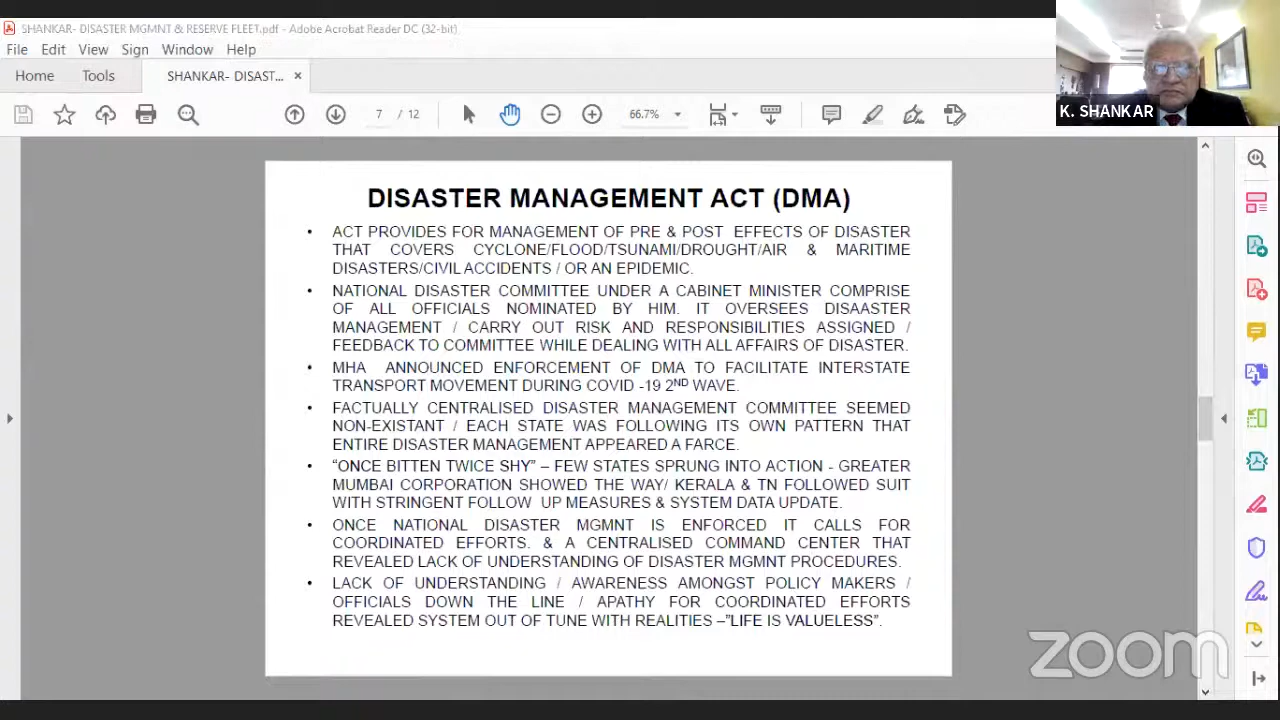 SHANKAR- DISASTER MGMNT & RESERVE FLEET.pdf - Adobe Acrobat Reader DC (32-bit)
File Edit View Sign Window Help
Home Tools SHANKAR- DISAST... ×
7 / 12 66.7%
K. SHANKAR
DISASTER MANAGEMENT ACT (DMA)
• ACT PROVIDES FOR MANAGEMENT OF PRE & POST EFFECTS OF DISASTER
THAT COVERS CYCLONE/FLOOD/TSUNAMI/DROUGHT/AIR & MARITIME
DISASTERS/CIVIL ACCIDENTS / OR AN EPIDEMIC.
• NATIONAL DISASTER COMMITTEE UNDER A CABINET MINISTER COMPRISE
OF ALL OFFICIALS NOMINATED BY HIM. IT OVERSEES DISAASTER
MANAGEMENT / CARRY OUT RISK AND RESPONSIBILITIES ASSIGNED /
FEEDBACK TO COMMITTEE WHILE DEALING WITH ALL AFFAIRS OF DISASTER.
• MHA ANNOUNCED ENFORCEMENT OF DMA TO FACILITATE INTERSTATE
TRANSPORT MOVEMENT DURING COVID -19 2ND WAVE.
• FACTUALLY CENTRALISED DISASTER MANAGEMENT COMMITTEE SEEMED
NON-EXISTANT / EACH STATE WAS FOLLOWING ITS OWN PATTERN THAT
ENTIRE DISASTER MANAGEMENT APPEARED A FARCE.
• “ONCE BITTEN TWICE SHY” – FEW STATES SPRUNG INTO ACTION - GREATER
MUMBAI CORPORATION SHOWED THE WAY/ KERALA & TN FOLLOWED SUIT
WITH STRINGENT FOLLOW UP MEASURES & SYSTEM DATA UPDATE.
• ONCE NATIONAL DISASTER MGMNT IS ENFORCED IT CALLS FOR
COORDINATED EFFORTS. & A CENTRALISED COMMAND CENTER THAT
REVEALED LACK OF UNDERSTANDING OF DISASTER MGMNT PROCEDURES.
• LACK OF UNDERSTANDING / AWARENESS AMONGST POLICY MAKERS /
OFFICIALS DOWN THE LINE / APATHY FOR COORDINATED EFFORTS
REVEALED SYSTEM OUT OF TUNE WITH REALITIES –”LIFE IS VALUELESS”.
zoom